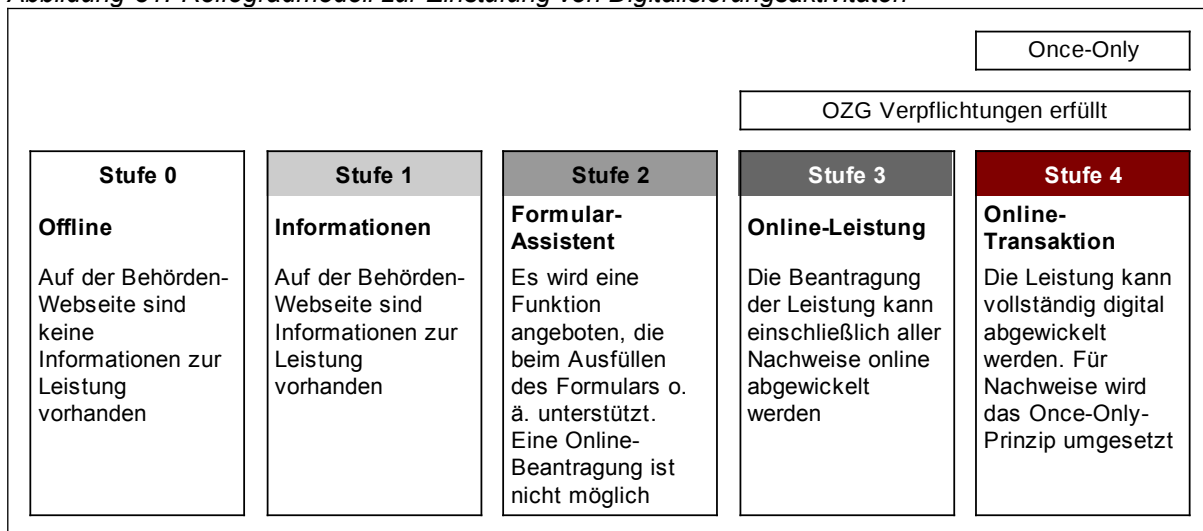 Once-Only
OZG Verpflichtungen erfüllt
Stufe 0
Offline
Auf der Behörden-
Webseite sind
keine
Informationen zur
Leistung
vorhanden
Stufe 1
Informationen
Auf der Behörden-
Webseite sind
Informationen zur
Leistung
vorhanden
Stufe 2
Formular-
Assistent
Es wird eine
Funktion
angeboten, die
beim Ausfüllen
des Formulars o.
ä. unterstützt.
Eine Online-
Beantragung ist
nicht möglich
Stufe 3
Online-Leistung
Die Beantragung
der Leistung kann
einschließlich aller
Nachweise online
abgewickelt
werden
Stufe 4
Online-
Transaktion
Die Leistung kann
vollständig digital
abgewickelt
werden. Für
Nachweise wird
das Once-Only-
Prinzip umgesetzt